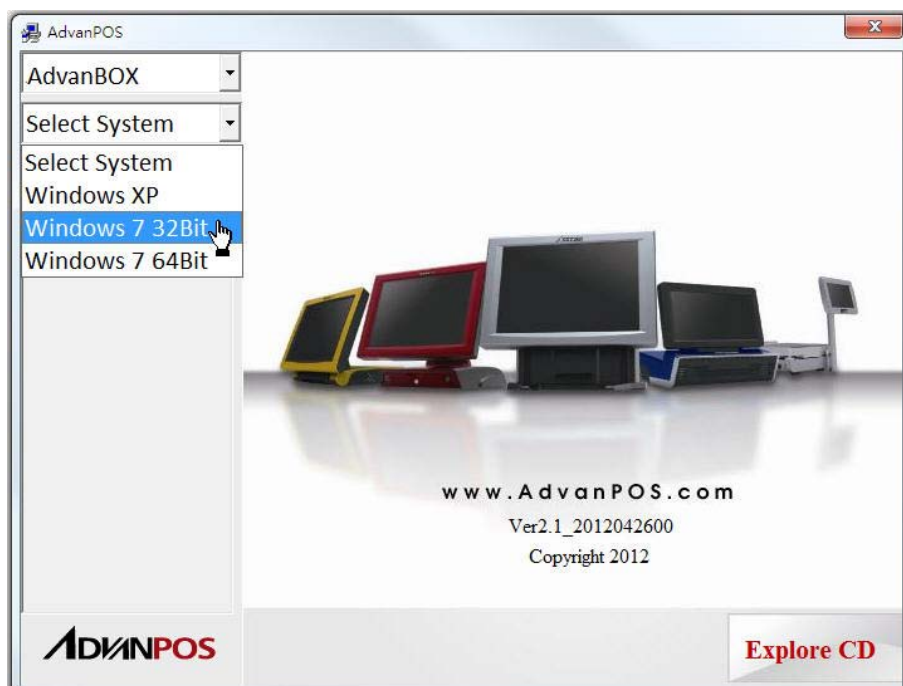 AdvanPOS
AdvanBOX
Select System
Select System
Windows XP
Windows 7 32Bit
Windows 7 64Bit
www.AdvanPOS.com
Ver2.1_2012042600
Copyright 2012
ADVANPOS
Explore CD